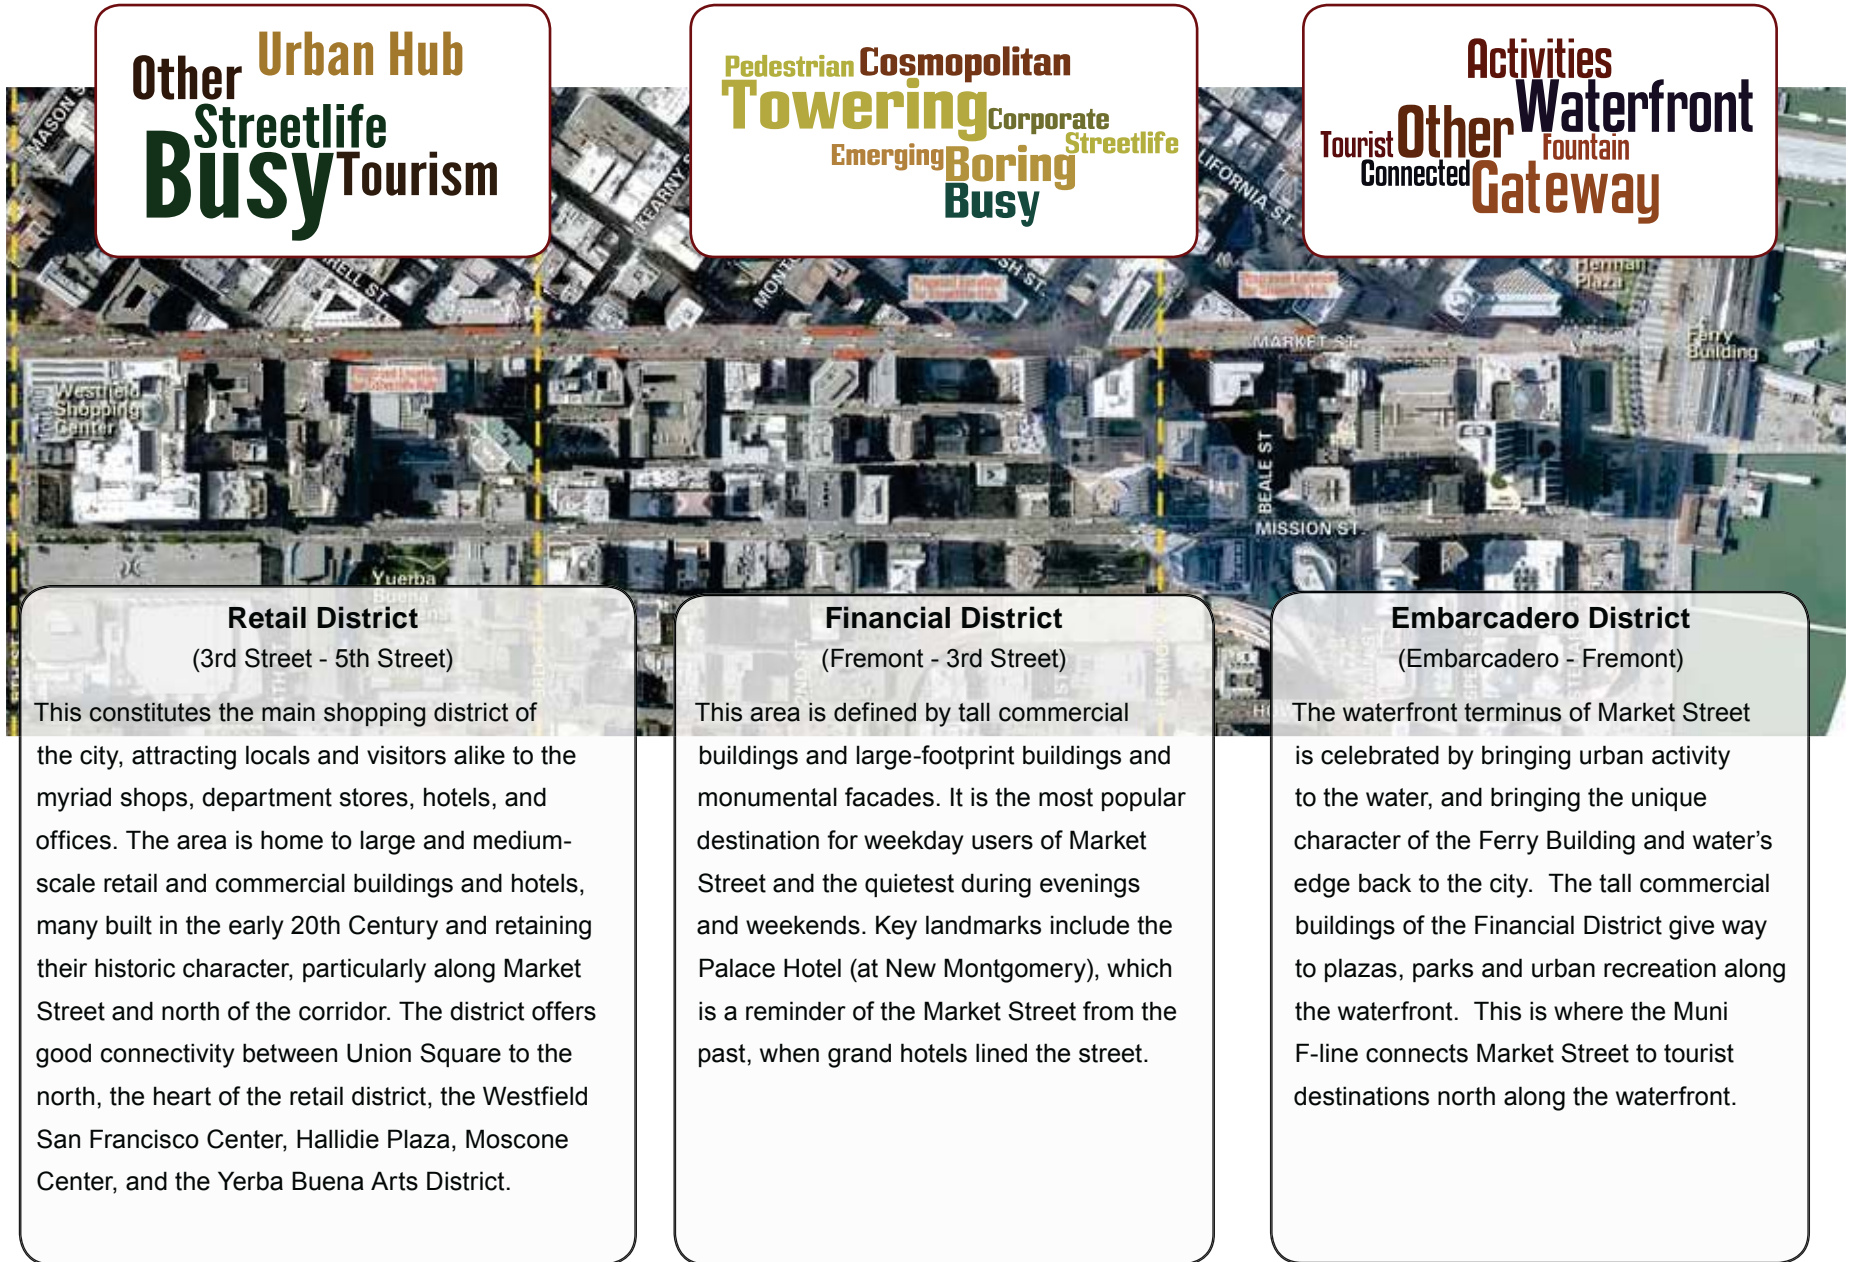 Other Urban Hub
Streetlife
Busy Tourism
Pedestrian Cosmopolitan
Towering
Corporate
Streetlife
Emerging Boring
Busy
Activities
Waterfront
Tourist Other Fountain
Connected Gateway
MASON
KEARNY
IFORNIA ST.
RELL ST.
MONT
SH ST.
Herman
Plaza
MARKET ST.
Ferry
Building
Westfield
Shopping
Center
BEALE ST
MISSION ST.
Yuerba
Buena
Retail District
(3rd Street - 5th Street)
This constitutes the main shopping district of
the city, attracting locals and visitors alike to the
myriad shops, department stores, hotels, and
offices. The area is home to large and medium-
scale retail and commercial buildings and hotels,
many built in the early 20th Century and retaining
their historic character, particularly along Market
Street and north of the corridor. The district offers
good connectivity between Union Square to the
north, the heart of the retail district, the Westfield
San Francisco Center, Hallidie Plaza, Moscone
Center, and the Yerba Buena Arts District.
Financial District
(Fremont - 3rd Street)
This area is defined by tall commercial
buildings and large-footprint buildings and
monumental facades. It is the most popular
destination for weekday users of Market
Street and the quietest during evenings
and weekends. Key landmarks include the
Palace Hotel (at New Montgomery), which
is a reminder of the Market Street from the
past, when grand hotels lined the street.
Embarcadero District
(Embarcadero - Fremont)
The waterfront terminus of Market Street
is celebrated by bringing urban activity
to the water, and bringing the unique
character of the Ferry Building and water’s
edge back to the city.  The tall commercial
buildings of the Financial District give way
to plazas, parks and urban recreation along
the waterfront.  This is where the Muni
F-line connects Market Street to tourist
destinations north along the waterfront.